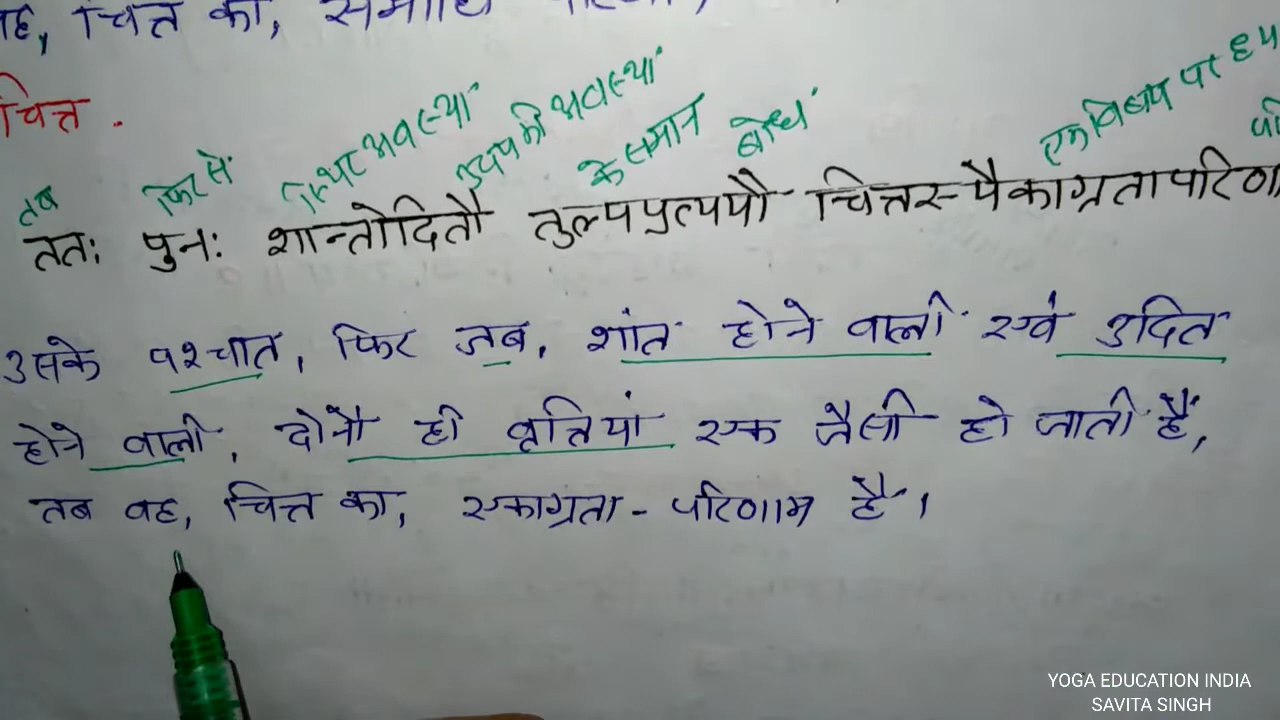 चित्त का, समाधि
चित्त .
तब फिर से स्थिर अवस्था उदय की अवस्था के समान बोध एक विषय पर
ततः पुनः शान्तोदितौ तुल्यप्रत्ययौ चित्तस्यैकाग्रतापरिणा
उसके पश्चात, फिर जब, शांत होने वाली एवं उदित
होने वाली, दोनों ही वृत्तियां एक जैसी हो जाती हैं,
तब वह, चित्त का, एकाग्रता - परिणाम है।
YOGA EDUCATION INDIA
SAVITA SINGH